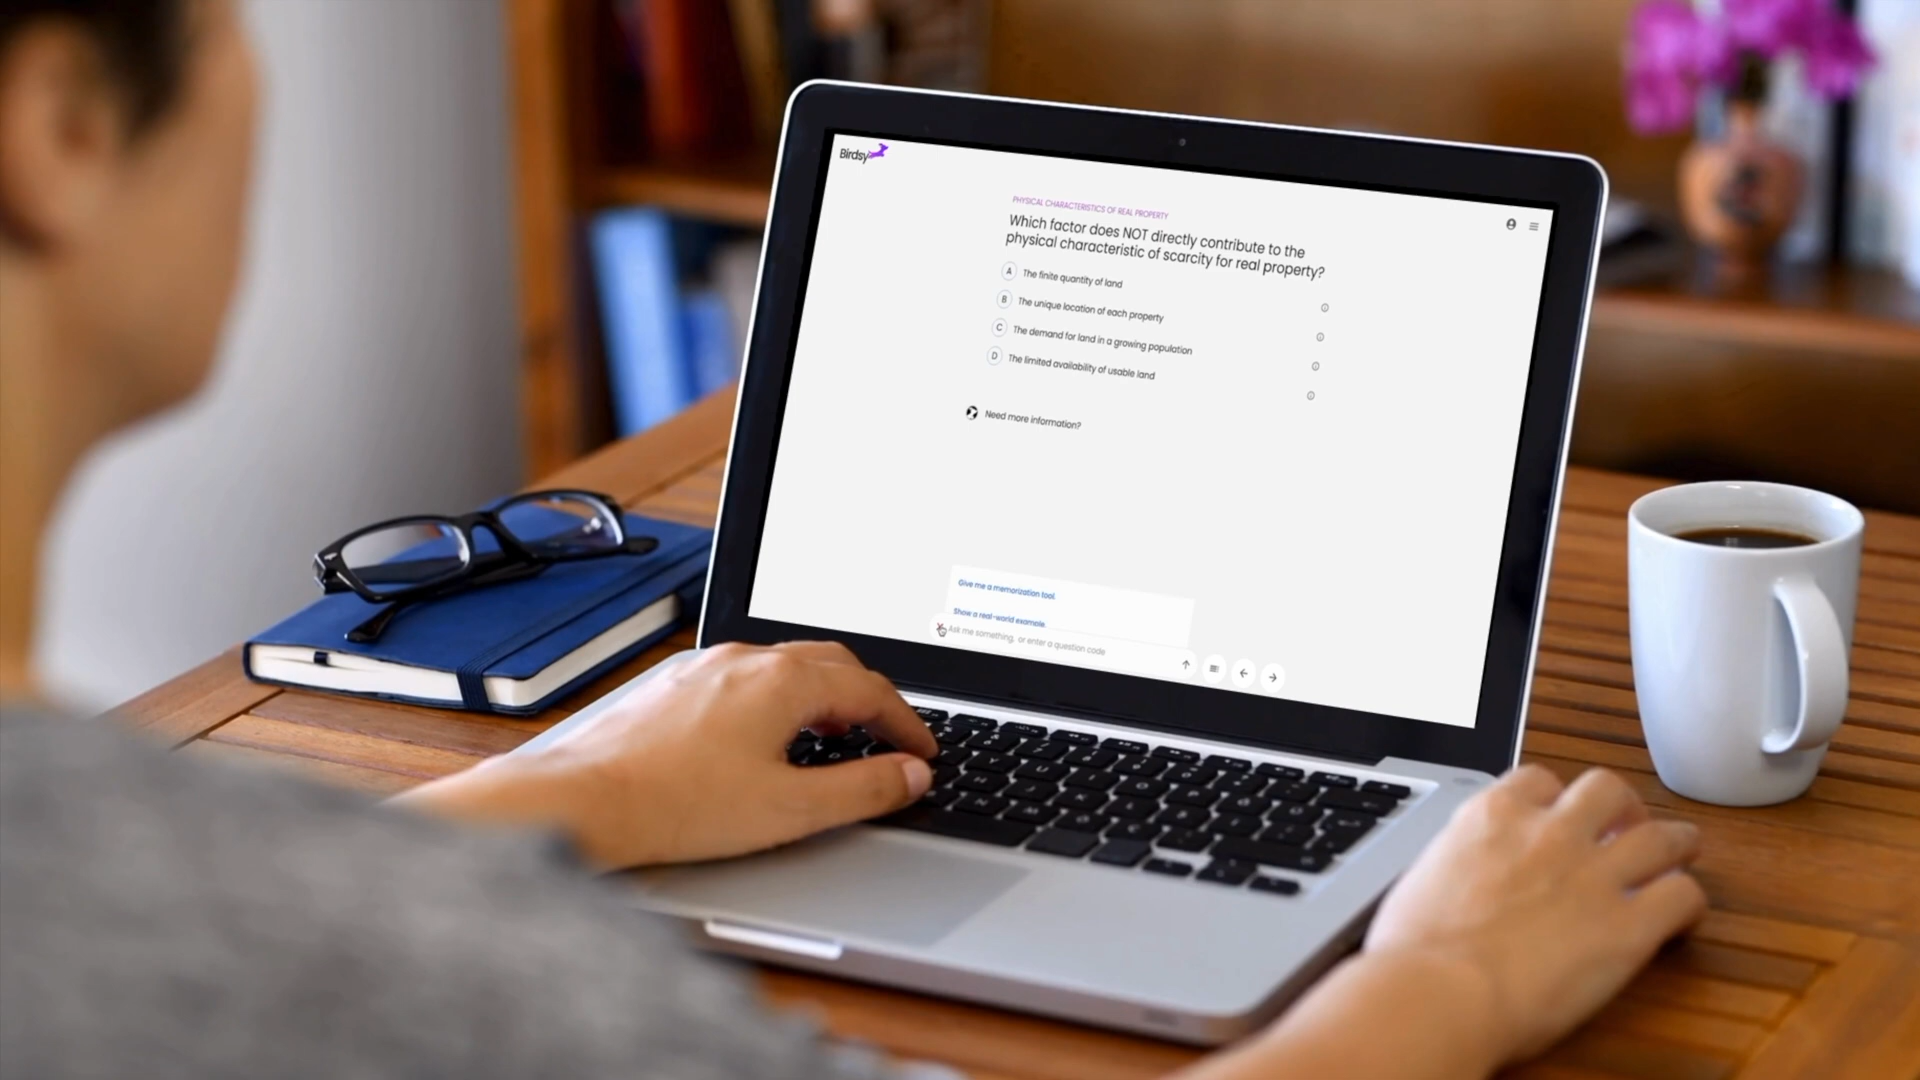 Birdsy
PHYSICAL CHARACTERISTICS OF REAL PROPERTY
Which factor does NOT directly contribute to the
physical characteristic of scarcity for real property?
A The finite quantity of land
B The unique location of each property
C The demand for land in a growing population
D The limited availability of usable land
Need more information?
Give me a memorization tool.
Show a real-world example.
Ask me something, or enter a question code